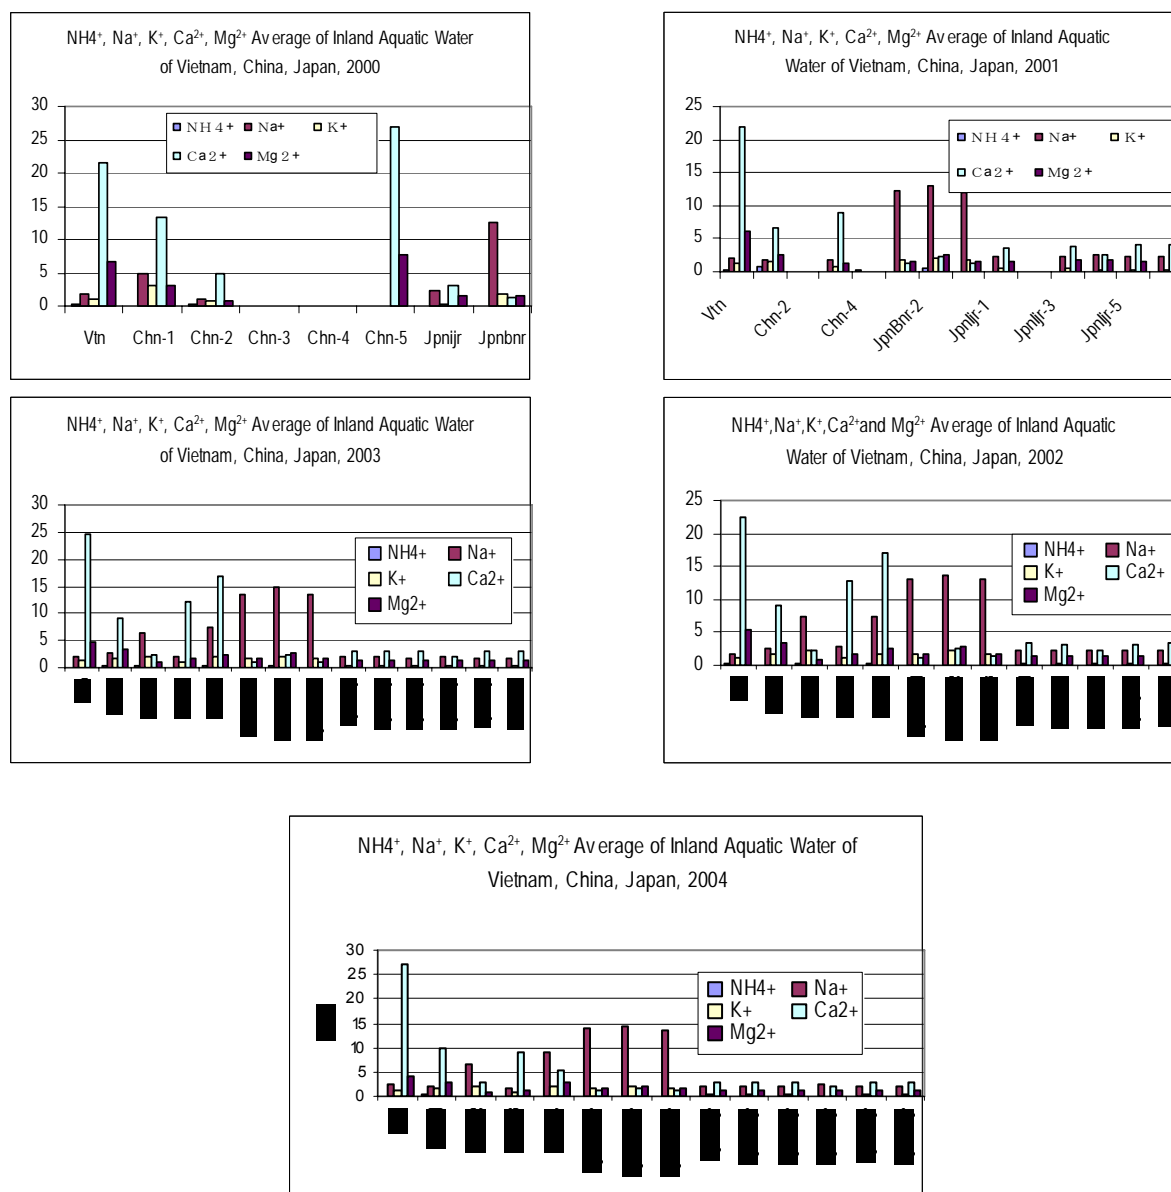 NH4⁺, Na⁺, K⁺, Ca²⁺, Mg²⁺ Average of Inland Aquatic Water
of Vietnam, China, Japan, 2000
30
25
20
15
10
5
0
NH4+ Na+ K+
Ca2+ Mg2+
Vtn Chn-1 Chn-2 Chn-3 Chn-4 Chn-5 Jpnijr Jpnbnr
NH4⁺, Na⁺, K⁺, Ca²⁺, Mg²⁺ Average of Inland Aquatic
Water of Vietnam, China, Japan, 2001
25
20
15
10
5
0
NH4+ Na+ K+
Ca2+ Mg2+
Vtn Chn-2 Chn-4 JpnBnr-2 JpnIjr-1 JpnIjr-3 JpnIjr-5
NH4⁺, Na⁺, K⁺, Ca²⁺, Mg²⁺ Average of Inland Aquatic Water
of Vietnam, China, Japan, 2003
30
25
20
15
10
5
0
NH4+ Na+
K+ Ca2+
Mg2+
NH4⁺,Na⁺,K⁺,Ca²⁺and Mg²⁺ Average of Inland Aquatic
Water of Vietnam, China, Japan, 2002
25
20
15
10
5
0
NH4+ Na+
K+ Ca2+
Mg2+
NH4⁺, Na⁺, K⁺, Ca²⁺, Mg²⁺ Average of Inland Aquatic Water of
Vietnam, China, Japan, 2004
30
25
20
15
10
5
0
NH4+ Na+
K+ Ca2+
Mg2+